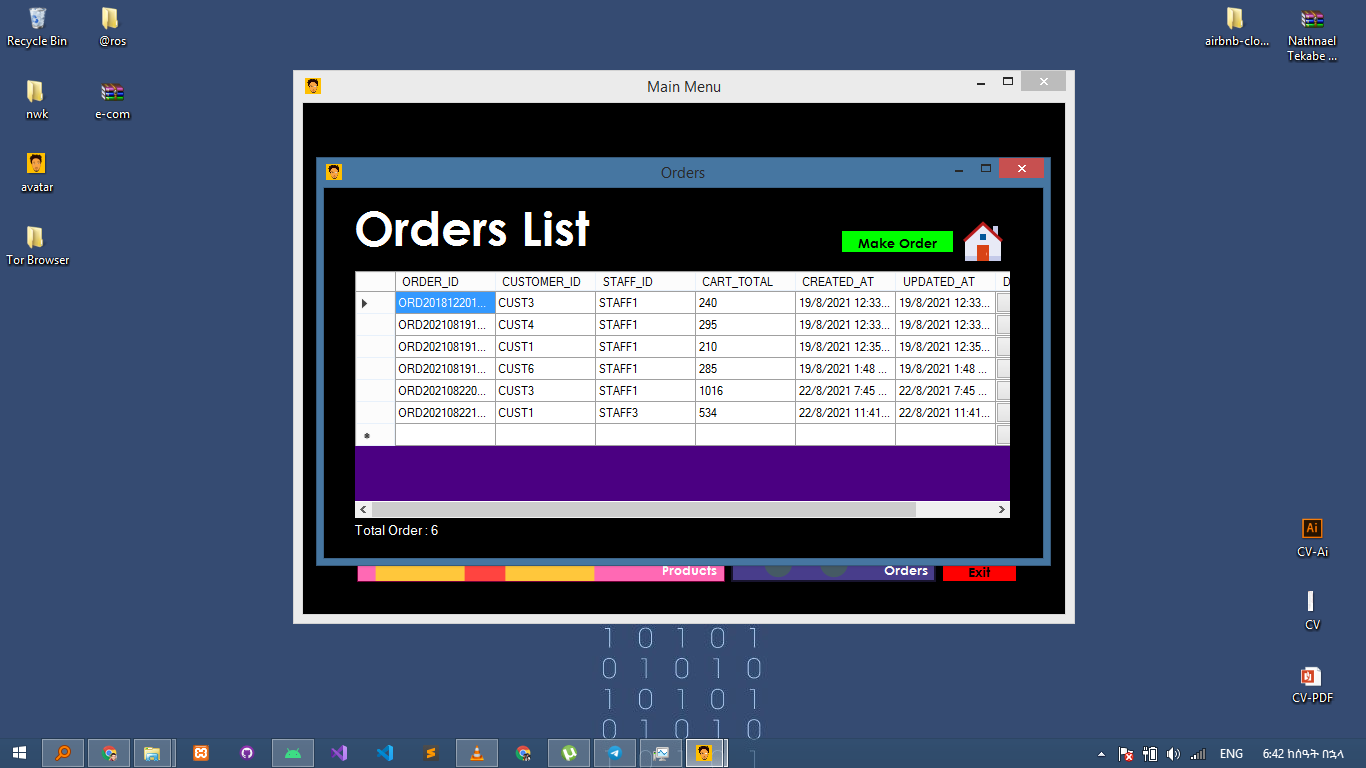 Recycle Bin
@ros
airbnb-clo...
Nathnael
Tekabe ...
nwk
e-com
avatar
Tor Browser
Main Menu
Orders
Orders List
Make Order
ORDER_ID CUSTOMER_ID STAFF_ID CART_TOTAL CREATED_AT UPDATED_AT D
ORD201812201... CUST3 STAFF1 240 19/8/2021 12:33... 19/8/2021 12:33...
ORD202108191... CUST4 STAFF1 295 19/8/2021 12:33... 19/8/2021 12:33...
ORD202108191... CUST1 STAFF1 210 19/8/2021 12:35... 19/8/2021 12:35...
ORD202108191... CUST6 STAFF1 285 19/8/2021 1:48 ... 19/8/2021 1:48 ...
ORD202108220... CUST3 STAFF1 1016 22/8/2021 7:45 ... 22/8/2021 7:45 ...
ORD202108221... CUST1 STAFF3 534 22/8/2021 11:41... 22/8/2021 11:41...
Total Order : 6
Products
Orders
Exit
Ai
CV-Ai
CV
CV-PDF
1 0 1 0 1
0 1 0 1 0
1 0 1 0 1
0 1 0 1 0
ENG
6:42 ከሰዓት በኋላ